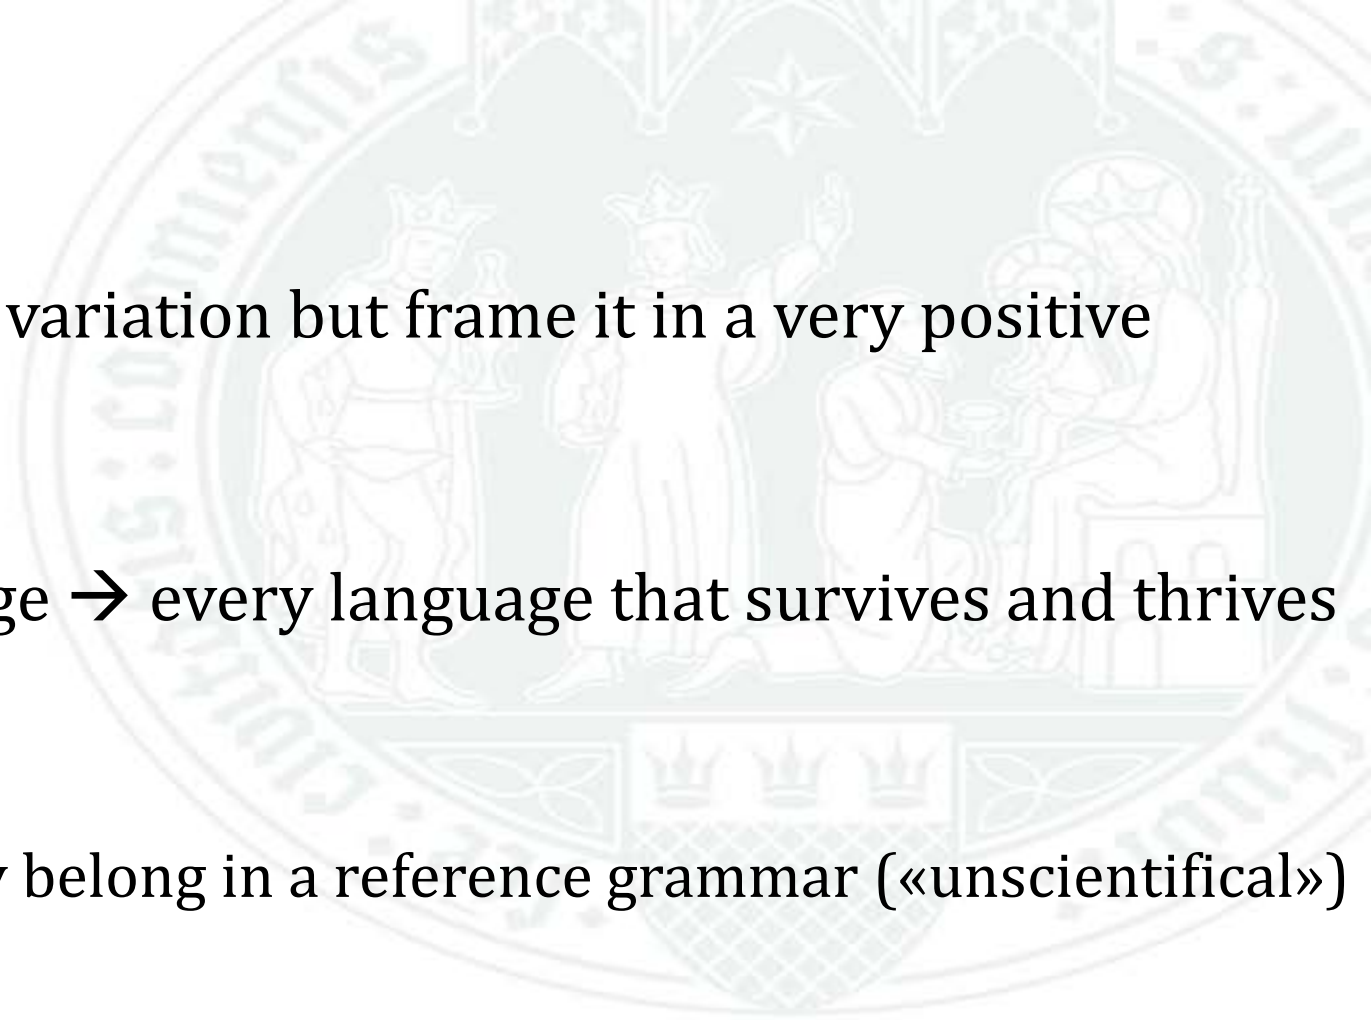 variation but frame it in a very positive
ge → every language that survives and thrives
y belong in a reference grammar («unscientifical»)